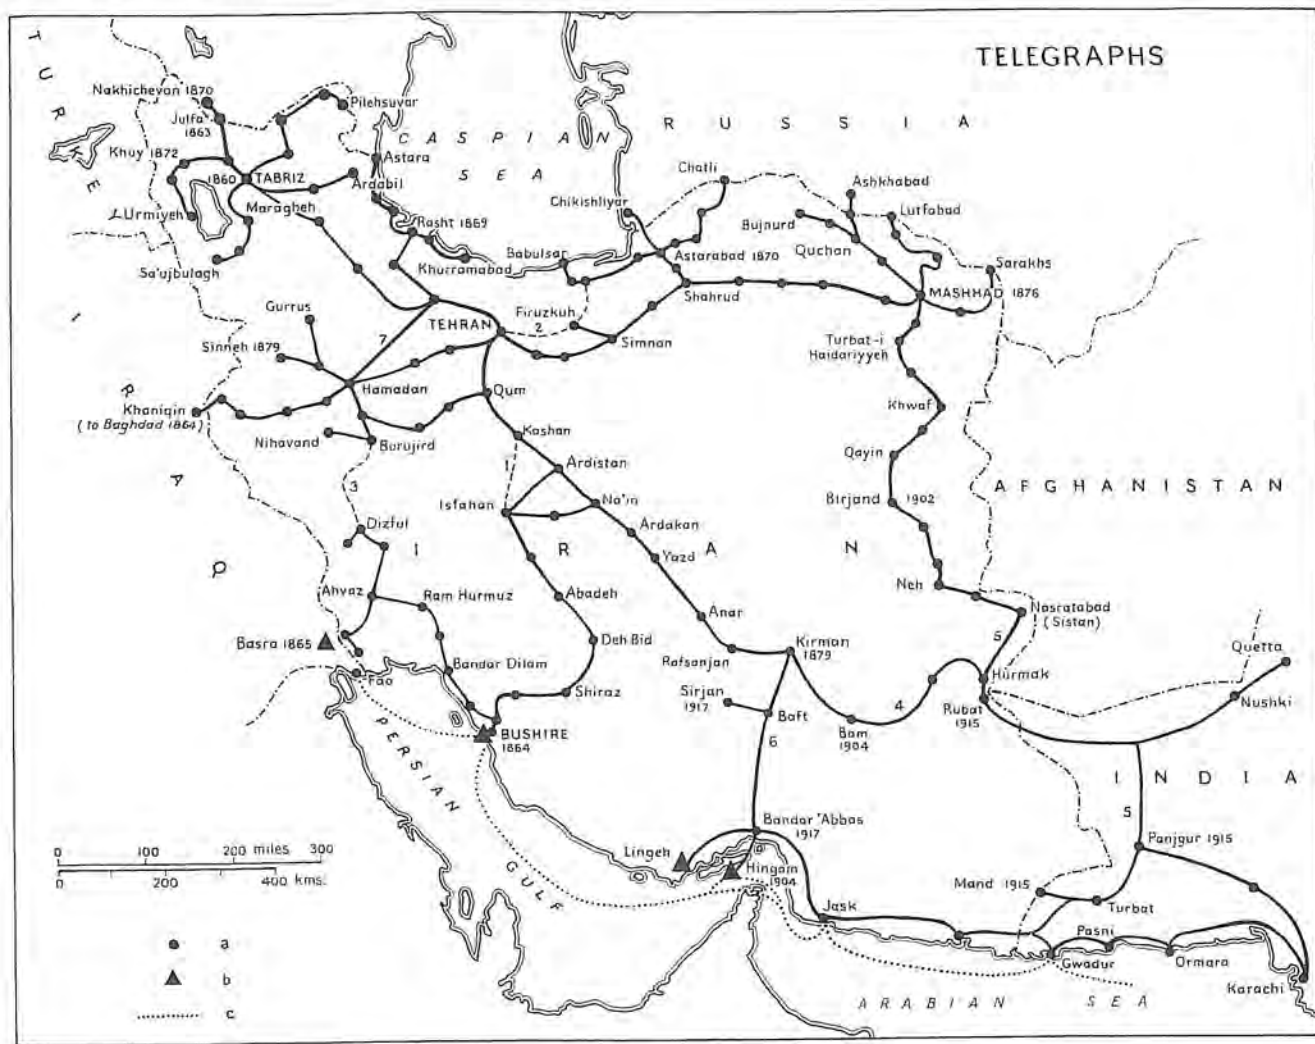 TELEGRAPHS
TURKEY
IRAQ
RUSSIA
CASPIAN
SEA
Nakhichevan 1870
Pilehsuvar
Julfa
1863
Khuy 1872
Astara
1860
TABRIZ
Ardabil
Urmiyeh
Maragheh
Rasht 1869
Sa'ujbulagh
Khurramabad
Babulsar
Chikishliyar
Chatli
Ashkhabad
Bujnurd
Lutfabad
Quchan
Astarabad 1870
Sarakhs
Shahrud
MASHHAD 1876
Gurrus
TEHRAN
Firuzkuh
2
Simnan
Turbat-i
Haidariyyeh
Sinneh 1879
7
Hamadan
Qum
Khwaf
Khaniqin
(to Baghdad 1864)
Nihavand
Burujird
Kashan
Qayin
Ardistan
1
3
AFGHANISTAN
Isfahan
Na'in
Birjand
1902
Dizful
Ardakan
IRAN
Yazd
Ahvaz
Ram Hurmuz
Abadeh
Neh
Nasratabad
(Sistan)
Anar
Basra 1865
Deh Bid
Kirman
1879
5
Quetta
Bandar Dilam
Rafsanjan
Hurmak
Fao
Shiraz
Sirjan
1917
Baft
4
Rubat
1915
Nushki
Bam
1904
BUSHIRE
1864
6
PERSIAN
GULF
INDIA
5
Bandar 'Abbas
1917
Panjgur 1915
Lingeh
Hingam
1904
Mand 1915
Turbat
Jask
Pasni
Gwadur
Ormara
Karachi
ARABIAN SEA
0 100 200 miles 300
0 200 400 kms.
a
b
c